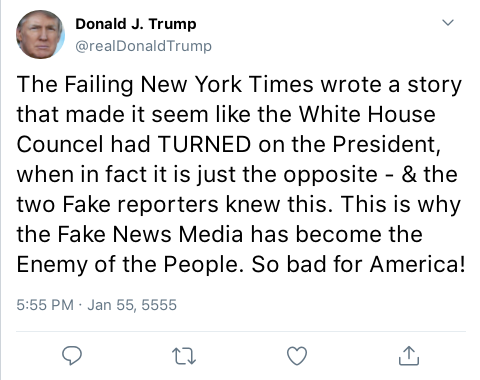 Donald J. Trump
@realDonaldTrump
The Failing New York Times wrote a story
that made it seem like the White House
Councel had TURNED on the President,
when in fact it is just the opposite - & the
two Fake reporters knew this. This is why
the Fake News Media has become the
Enemy of the People. So bad for America!
5:55 PM · Jan 55, 5555